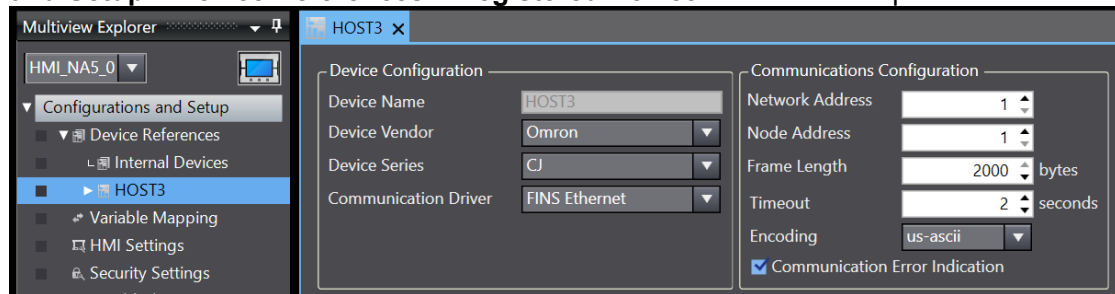 Multiview Explorer
HMI_NA5_0
Configurations and Setup
Device References
Internal Devices
HOST3
Variable Mapping
HMI Settings
Security Settings
HOST3
Device Configuration
Device Name HOST3
Device Vendor Omron
Device Series CJ
Communication Driver FINS Ethernet
Communications Configuration
Network Address 1
Node Address 1
Frame Length 2000 bytes
Timeout 2 seconds
Encoding us-ascii
Communication Error Indication